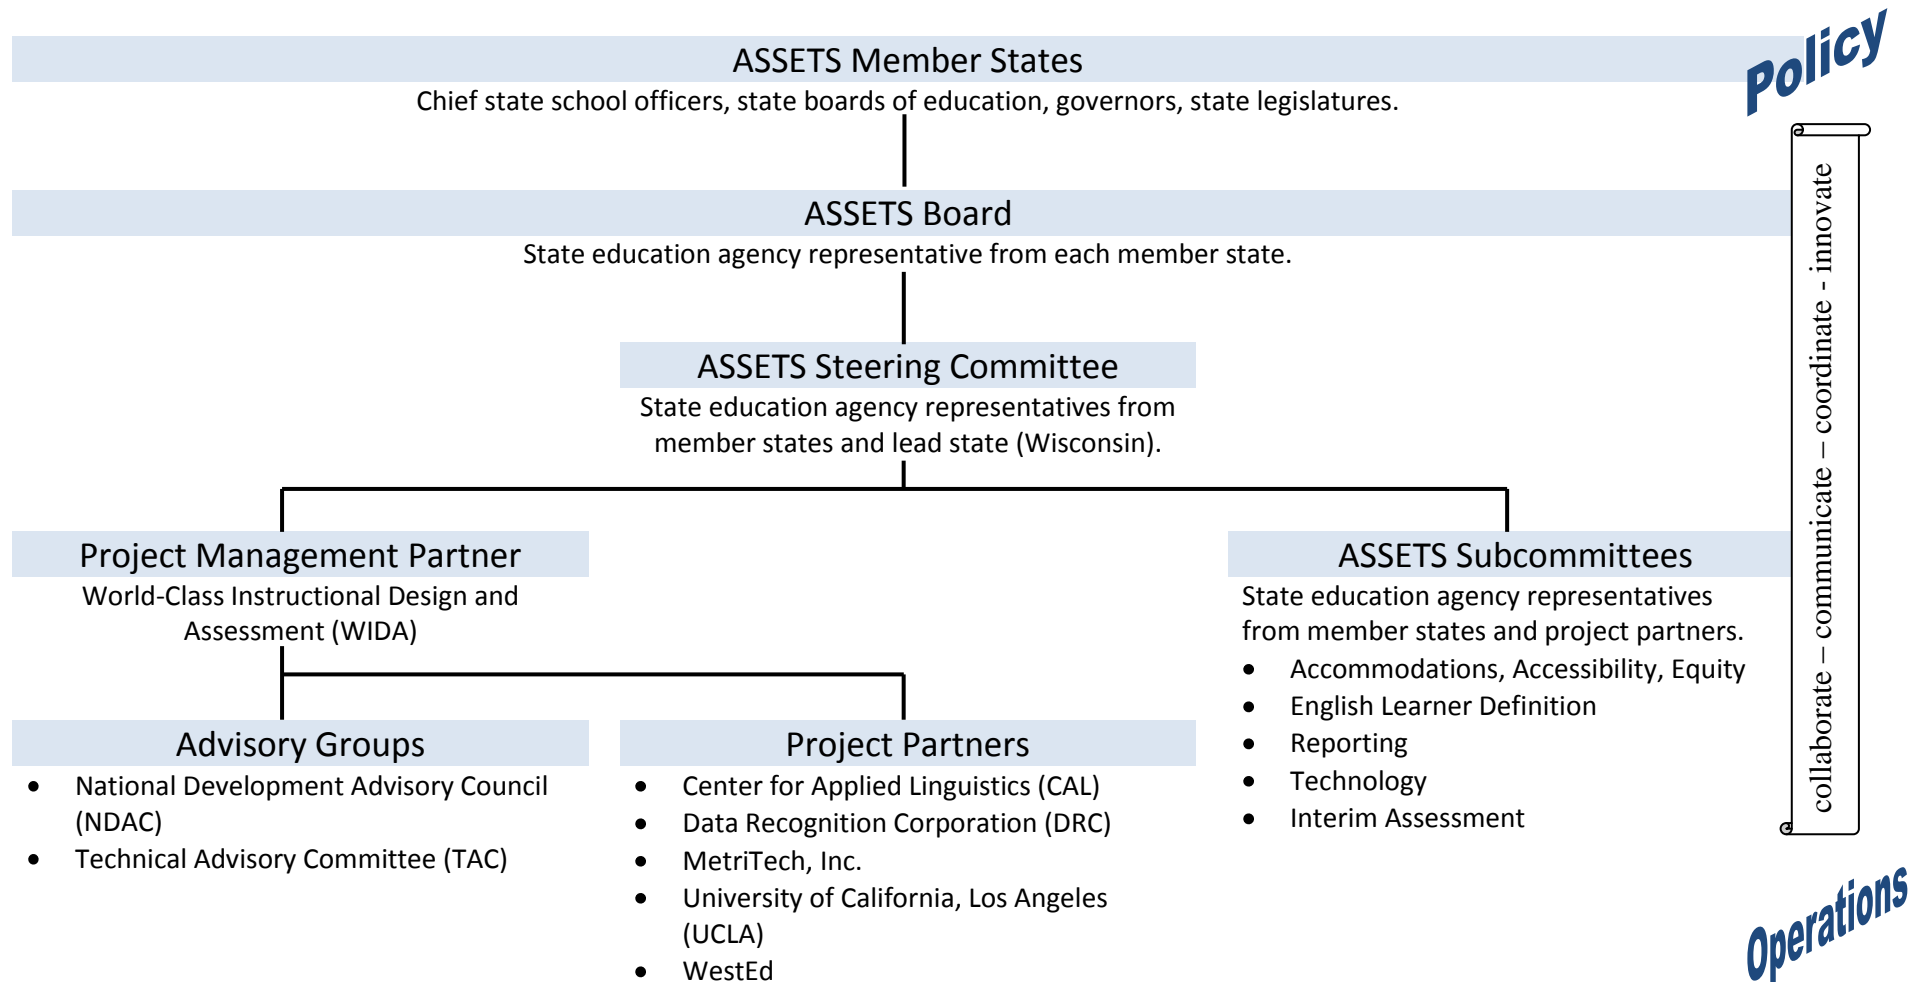 Policy
ASSETS Member States
Chief state school officers, state boards of education, governors, state legislatures.
ASSETS Board
State education agency representative from each member state.
ASSETS Steering Committee
State education agency representatives from
member states and lead state (Wisconsin).
Project Management Partner
World-Class Instructional Design and
Assessment (WIDA)
ASSETS Subcommittees
State education agency representatives
from member states and project partners.
• Accommodations, Accessibility, Equity
• English Learner Definition
• Reporting
• Technology
• Interim Assessment
Advisory Groups
• National Development Advisory Council
(NDAC)
• Technical Advisory Committee (TAC)
Project Partners
• Center for Applied Linguistics (CAL)
• Data Recognition Corporation (DRC)
• MetriTech, Inc.
• University of California, Los Angeles
(UCLA)
• WestEd
collaborate – communicate – coordinate - innovate
Operations